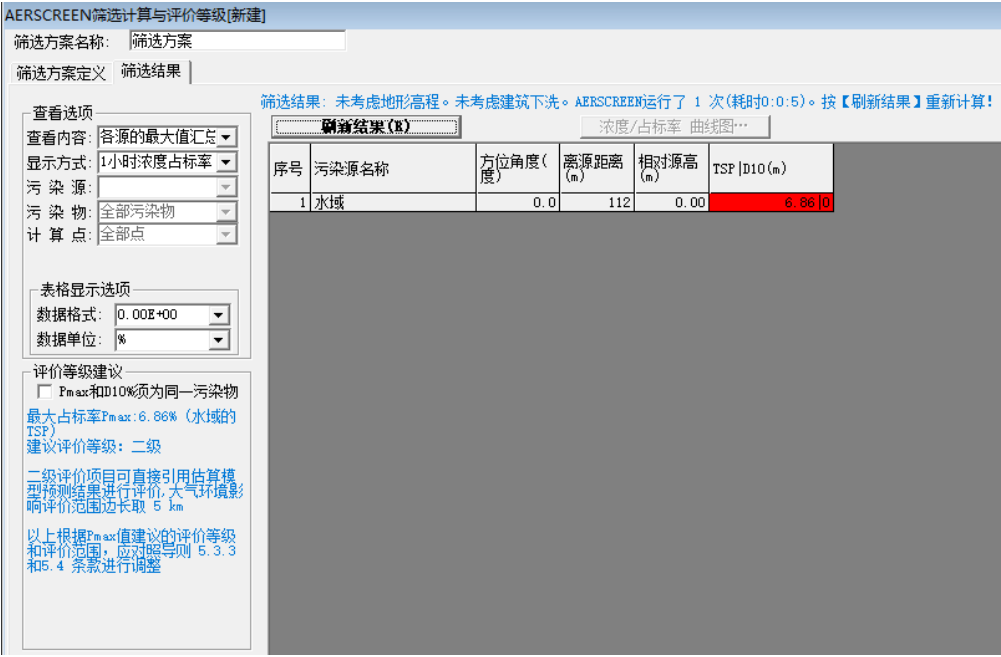 AERSCREEN筛选计算与评价等级[新建]
筛选方案名称: 筛选方案
筛选方案定义 筛选结果
查看选项
查看内容: 各源的最大值汇总
显示方式: 1小时浓度占标率
污 染 源:
污 染 物: 全部污染物
计 算 点: 全部点
表格显示选项
数据格式: 0.00E+00
数据单位: %
评价等级建议
Pmax和D10%须为同一污染物
最大占标率Pmax:6.86% (水域的
TSP)
建议评价等级: 二级
二级评价项目可直接引用估算模
型预测结果进行评价,大气环境影
响评价范围边长取 5 km
以上根据Pmax值建议的评价等级
和评价范围,应对照导则 5.3.3
和5.4 条款进行调整
筛选结果: 未考虑地形高程。未考虑建筑下洗。AERSCREEN运行了 1 次(耗时0:0:5)。按【刷新结果】重新计算!
刷新结果(R) 浓度/占标率 曲线图…
序号 污染源名称 方位角度(度) 离源距离(m) 相对源高(m) TSP|D10(m)
1 水域 0.0 112 0.00 6.86|0